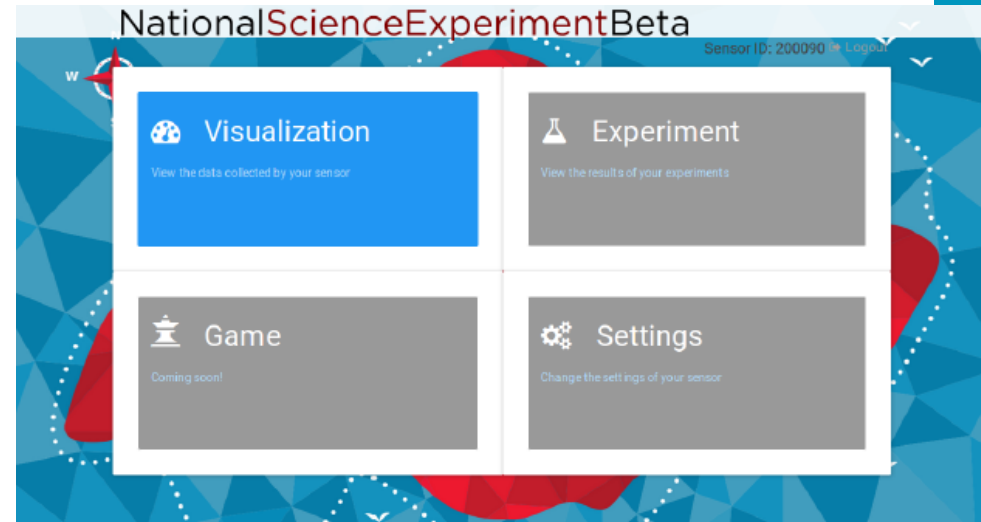 NationalScienceExperimentBeta
Sensor ID: 200090 Logout
W
Visualization
View the data collected by your sensor
Experiment
View the results of your experiments
Game
Coming soon!
Settings
Change the settings of your sensor